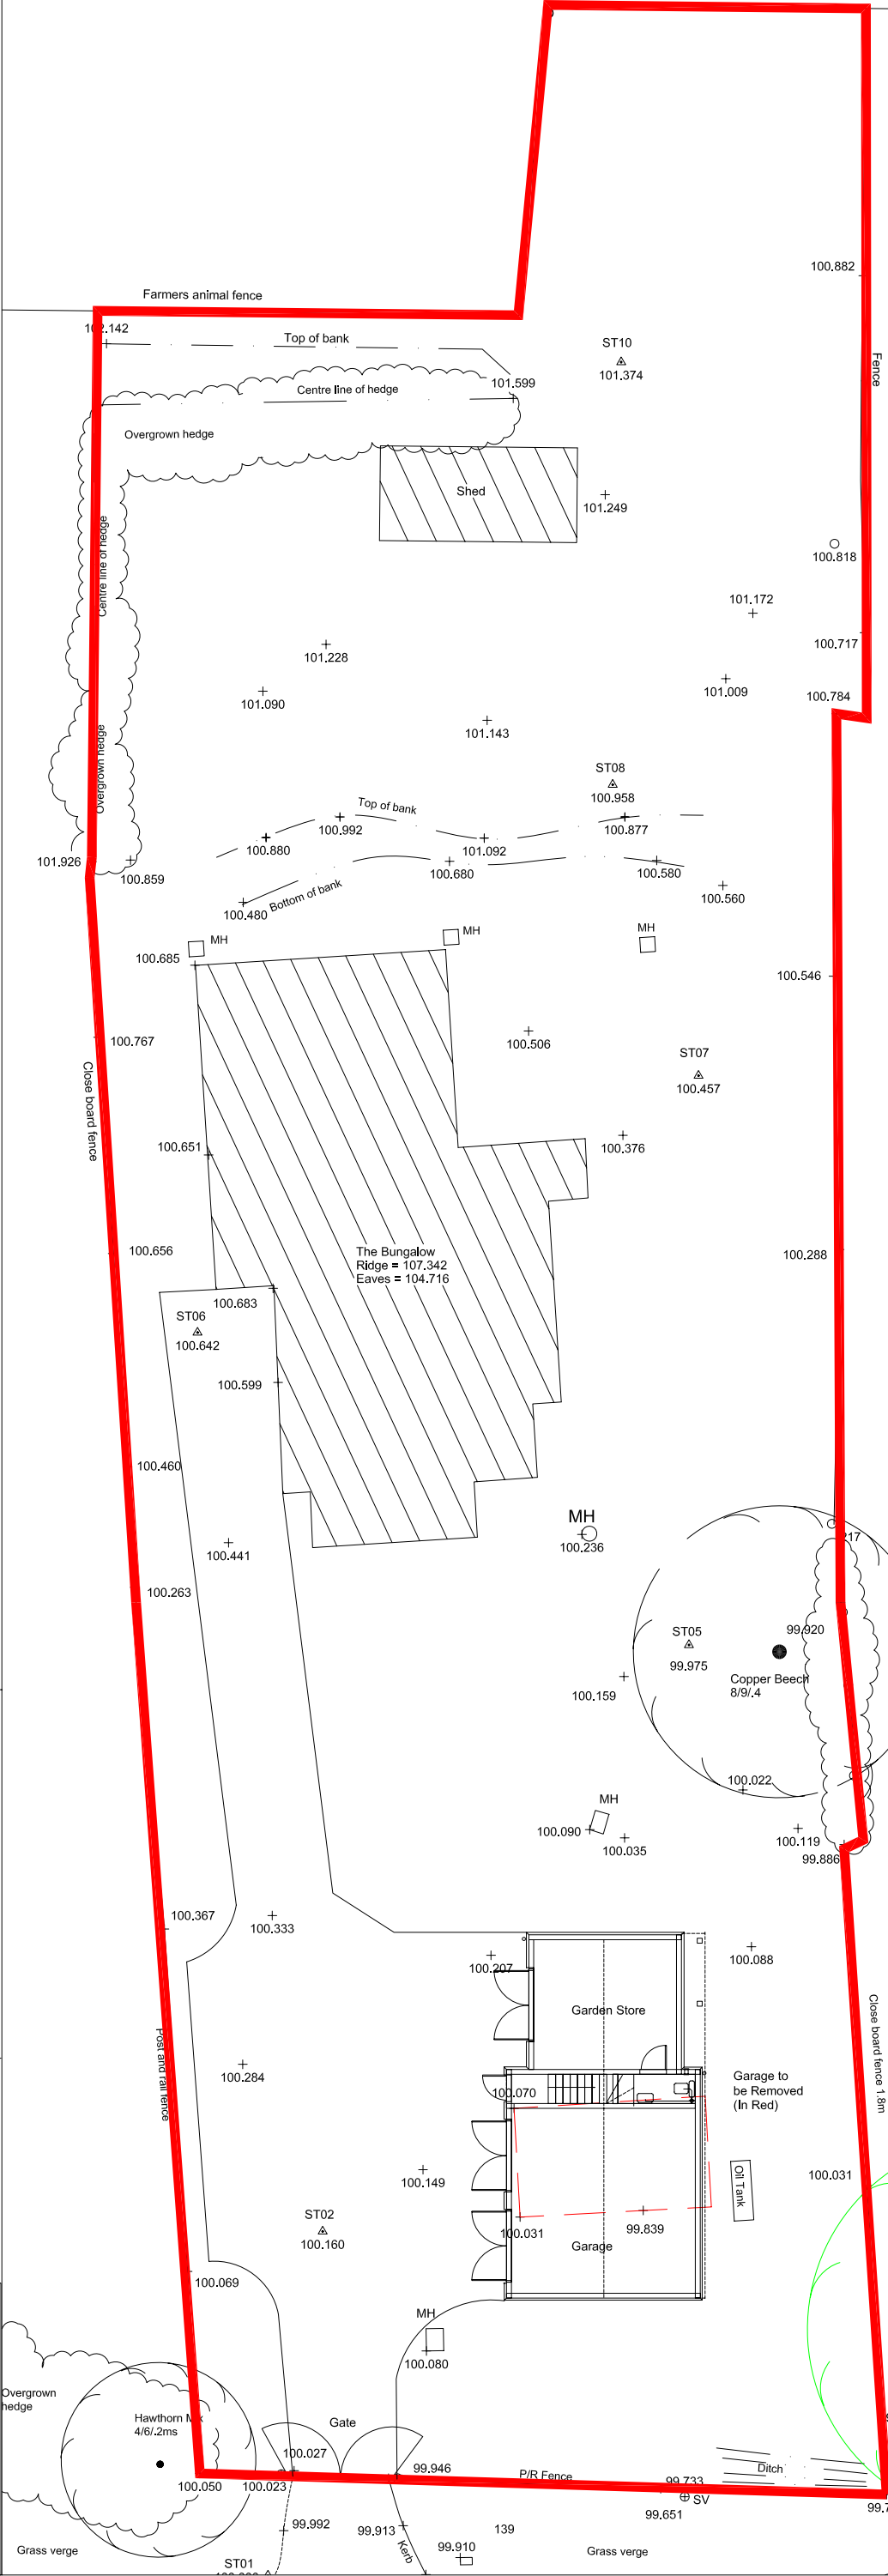 100.882
Farmers animal fence
102.142
Top of bank
ST10
101.374
Fence
101.599
Centre line of hedge
Overgrown hedge
Shed
101.249
Centre line of hedge
100.818
101.172
101.228
100.717
101.090
101.009
100.784
101.143
Overgrown hedge
ST08
100.958
Top of bank
100.992
100.877
100.880
101.092
101.926
100.859
100.680
100.580
100.560
Bottom of bank
100.480
MH
MH
MH
100.685
100.546
100.767
100.506
ST07
100.457
Close board fence
100.651
100.376
100.656
The Bungalow
Ridge = 107.342
Eaves = 104.716
100.288
100.683
ST06
100.642
100.599
100.460
MH
100.236
217
100.441
100.263
ST05
99.975
99.920
Copper Beech
8/9/.4
100.159
100.022
MH
100.090
100.035
100.119
99.886
100.367
100.333
100.207
100.088
Garden Store
Close board fence 1.8m
Post and rail fence
100.284
100.070
Garage to
be Removed
(In Red)
100.149
100.031
Oil Tank
ST02
100.160
100.031
99.839
Garage
100.069
MH
100.080
Overgrown
hedge
Hawthorn
4/6/.2ms
Gate
100.027
99.946
P/R Fence
Ditch
100.050
100.023
99.733
99.651
SV
99.7
99.992
99.913
139
99.910
Kerb
Grass verge
Grass verge
ST01